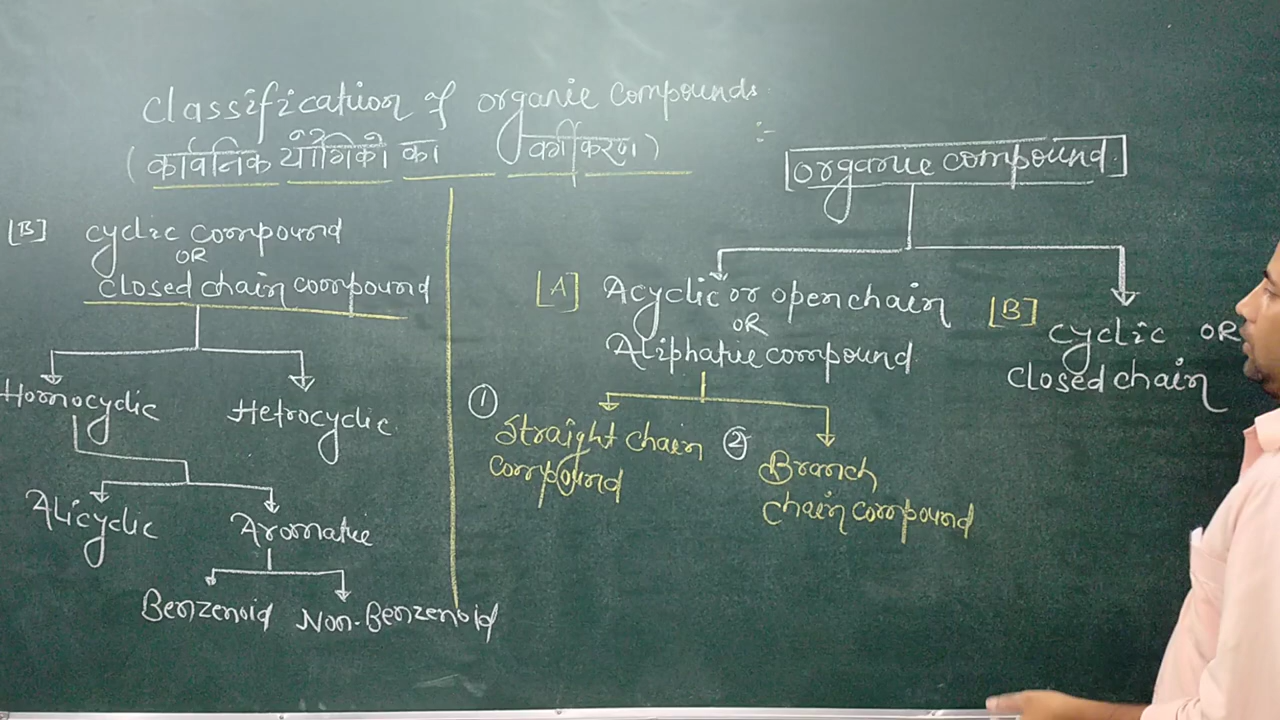 Classification of organic compounds :-
(कार्बनिक यौगिकों का वर्गीकरण)
organic compound
[A] Acyclic or open chain
OR
Aliphatic compound
[B] cyclic OR
closed chain
① Straight chain
compound
② Branch
chain compound
[B] cyclic compound
OR
closed chain compound
Homocyclic
Hetrocyclic
Alicyclic
Aromatic
Benzenoid
Non-Benzenoid